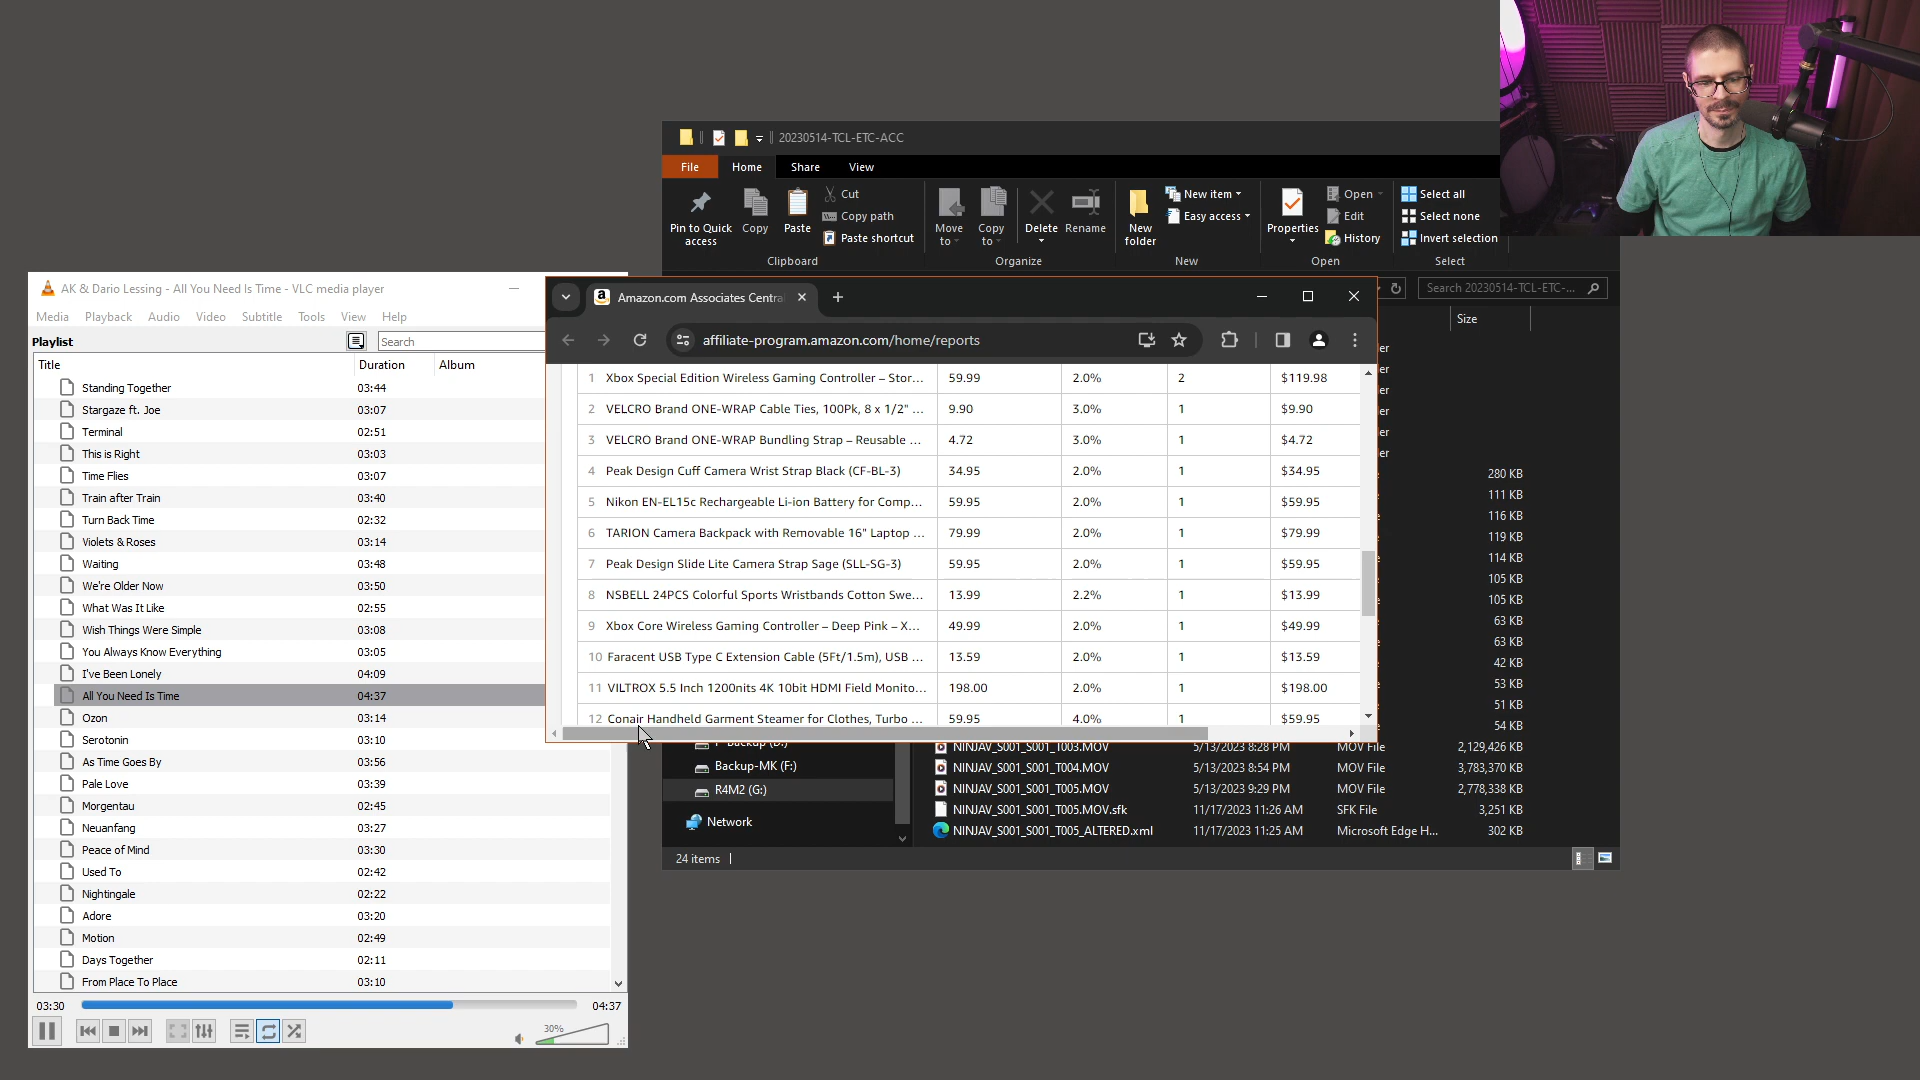 20230514-TCL-ETC-ACC
File Home Share View
Pin to Quick access
Copy
Paste
Cut
Copy path
Paste shortcut
Clipboard
Move to
Copy to
Delete
Rename
Organize
New folder
New item
Easy access
New
Properties
Open
Edit
History
Open
Select all
Select none
Invert selection
Select
Search 20230514-TCL-ETC-...
Size
AK & Dario Lessing - All You Need Is Time - VLC media player
Media Playback Audio Video Subtitle Tools View Help
Playlist
Search
Title Duration Album
Standing Together 03:44
Stargaze ft. Joe 03:07
Terminal 02:51
This is Right 03:03
Time Flies 03:07
Train after Train 03:40
Turn Back Time 02:32
Violets & Roses 03:14
Waiting 03:48
We're Older Now 03:50
What Was It Like 02:55
Wish Things Were Simple 03:08
You Always Know Everything 03:05
I've Been Lonely 04:09
All You Need Is Time 04:37
Ozon 03:14
Serotonin 03:10
As Time Goes By 03:56
Pale Love 03:39
Morgentau 02:45
Neuanfang 03:27
Peace of Mind 03:30
Used To 02:42
Nightingale 02:22
Adore 03:20
Motion 02:49
Days Together 02:11
From Place To Place 03:10
03:30 04:37
30%
Amazon.com Associates Central
affiliate-program.amazon.com/home/reports
1 Xbox Special Edition Wireless Gaming Controller – Stor... 59.99 2.0% 2 $119.98
2 VELCRO Brand ONE-WRAP Cable Ties, 100Pk, 8 x 1/2" ... 9.90 3.0% 1 $9.90
3 VELCRO Brand ONE-WRAP Bundling Strap – Reusable ... 4.72 3.0% 1 $4.72
4 Peak Design Cuff Camera Wrist Strap Black (CF-BL-3) 34.95 2.0% 1 $34.95
5 Nikon EN-EL15c Rechargeable Li-ion Battery for Comp... 59.95 2.0% 1 $59.95
6 TARION Camera Backpack with Removable 16" Laptop ... 79.99 2.0% 1 $79.99
7 Peak Design Slide Lite Camera Strap Sage (SLL-SG-3) 59.95 2.0% 1 $59.95
8 NSBELL 24PCS Colorful Sports Wristbands Cotton Swe... 13.99 2.2% 1 $13.99
9 Xbox Core Wireless Gaming Controller – Deep Pink – X... 49.99 2.0% 1 $49.99
10 Faracent USB Type C Extension Cable (5Ft/1.5m), USB ... 13.59 2.0% 1 $13.59
11 VILTROX 5.5 Inch 1200nits 4K 10bit HDMI Field Monito... 198.00 2.0% 1 $198.00
12 Conair Handheld Garment Steamer for Clothes, Turbo ... 59.95 4.0% 1 $59.95
er
er
er
er
er
er
280 KB
111 KB
116 KB
119 KB
114 KB
105 KB
105 KB
63 KB
63 KB
42 KB
53 KB
51 KB
54 KB
Backup-MK (F:)
R4M2 (G:)
Network
NINJAV_S001_S001_T003.MOV 5/13/2023 8:28 PM MOV File 2,129,426 KB
NINJAV_S001_S001_T004.MOV 5/13/2023 8:54 PM MOV File 3,783,370 KB
NINJAV_S001_S001_T005.MOV 5/13/2023 9:29 PM MOV File 2,778,338 KB
NINJAV_S001_S001_T005.MOV.sfk 11/17/2023 11:26 AM SFK File 3,251 KB
NINJAV_S001_S001_T005_ALTERED.xml 11/17/2023 11:25 AM Microsoft Edge H... 302 KB
24 items